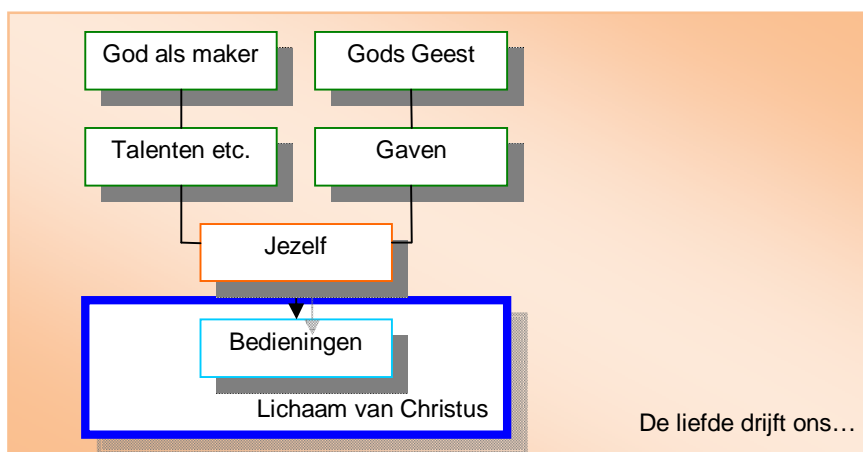 God als maker
Gods Geest
Talenten etc.
Gaven
Jezelf
Bedieningen
Lichaam van Christus
De liefde drijft ons…